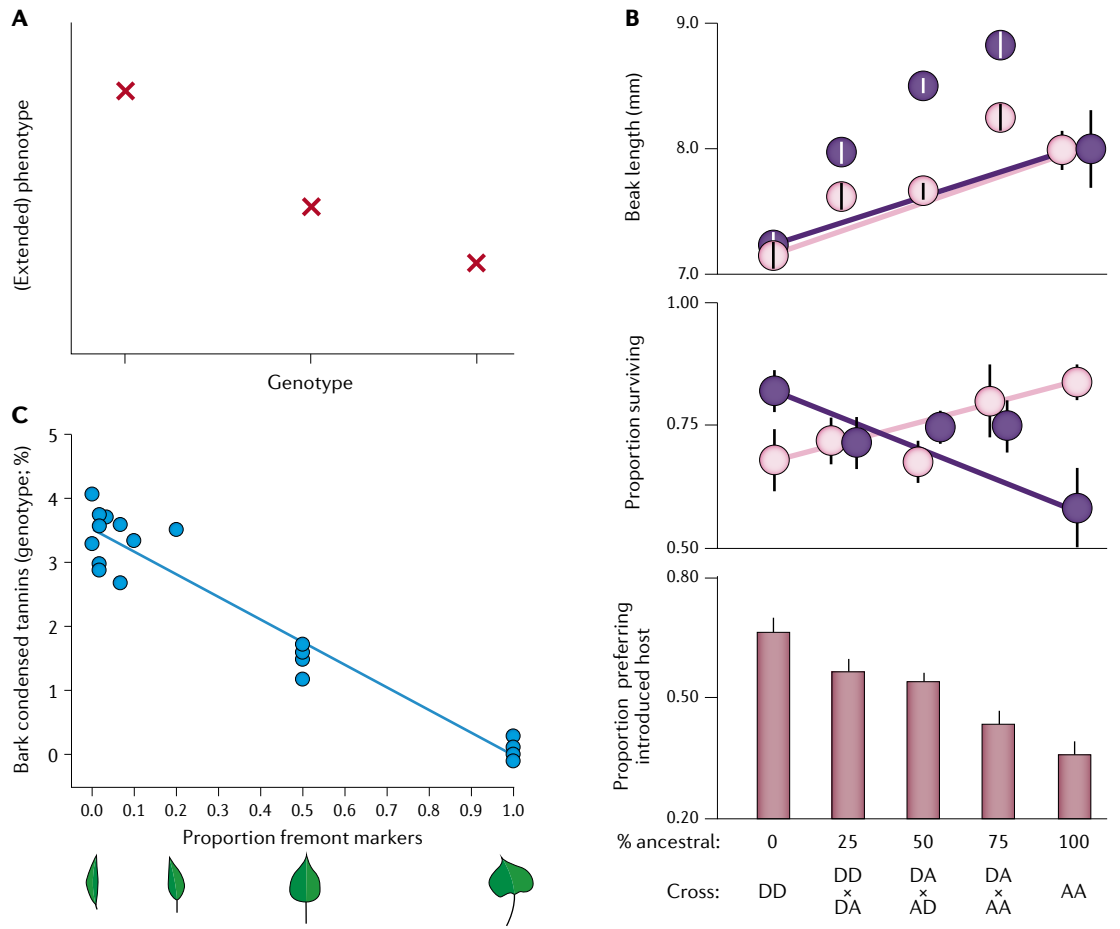 A
(Extended) phenotype
Genotype
B
Beak length (mm)
9.0
8.0
7.0
Proportion surviving
1.00
0.75
0.50
Proportion preferring
introduced host
0.80
0.50
0.20
% ancestral: 0 25 50 75 100
Cross: DD DD × DA DA × AD DA × AA AA
C
Bark condensed tannins (genotype; %)
5
4
3
2
1
0
0.0 0.1 0.2 0.3 0.4 0.5 0.6 0.7 0.8 0.9 1.0
Proportion fremont markers